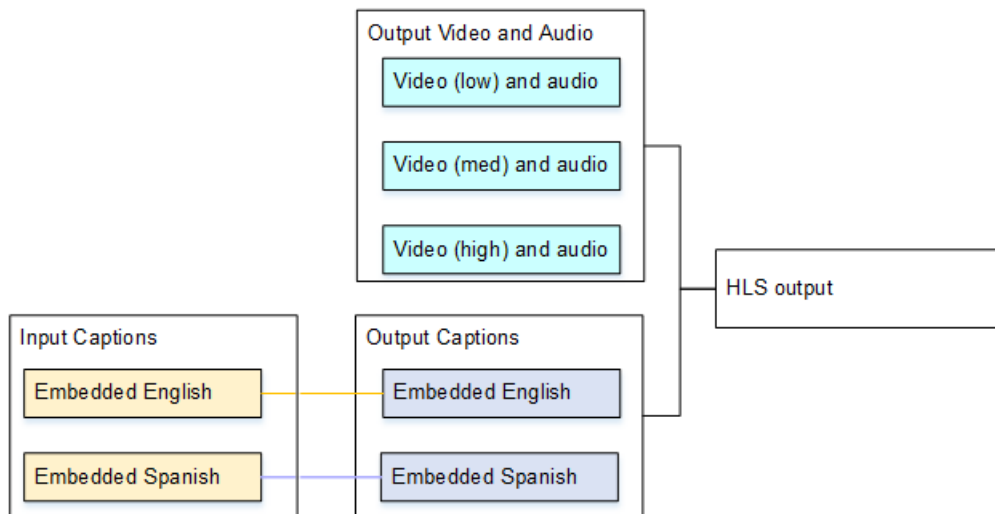 Output Video and Audio
Video (low) and audio
Video (med) and audio
Video (high) and audio
HLS output
Input Captions
Embedded English
Embedded Spanish
Output Captions
Embedded English
Embedded Spanish